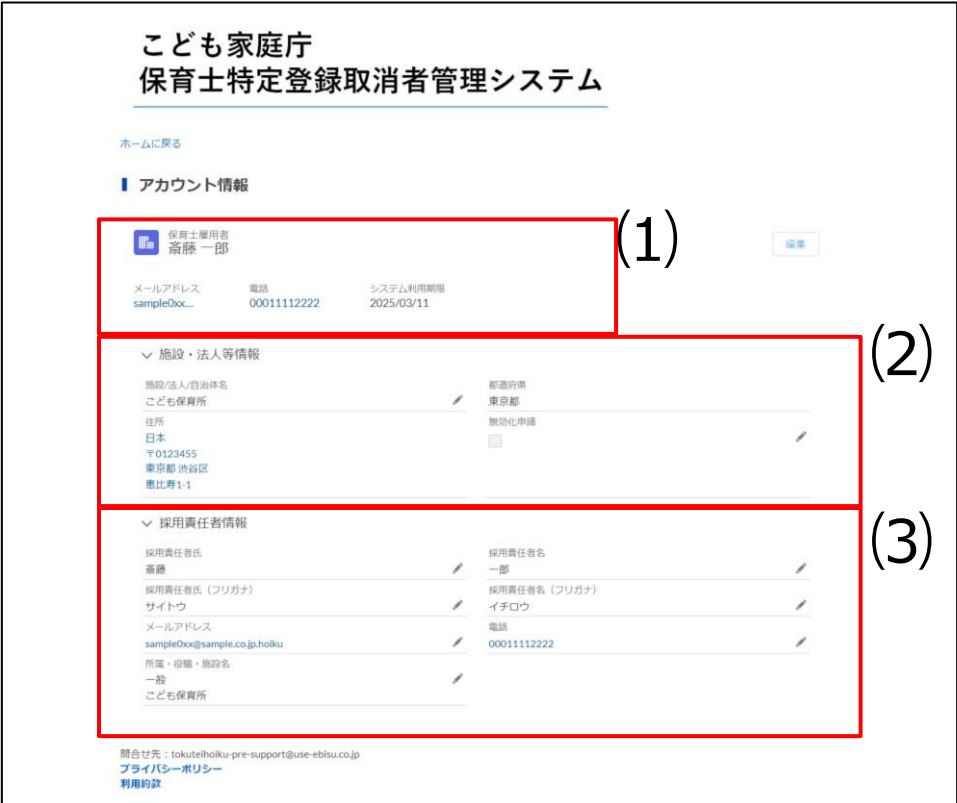 こども家庭庁
保育士特定登録取消者管理システム
ホームに戻る
アカウント情報
(1)
保育士雇用者
斎藤 一郎
編集
メールアドレス 電話 システム利用期限
sample0xx... 00011112222 2025/03/11
(2)
施設・法人等情報
施設/法人/自治体名 都道府県
こども保育所 東京都
住所 無効化申請
日本
〒0123455
東京都 渋谷区
恵比寿1-1
(3)
採用責任者情報
採用責任者氏 採用責任者名
斎藤 一郎
採用責任者氏（フリガナ） 採用責任者名（フリガナ）
サイトウ イチロウ
メールアドレス 電話
sample0xx@sample.co.jp.hoiku 00011112222
所属・役職・施設名
一般
こども保育所
問合せ先：tokuteihoiku-pre-support@use-ebisu.co.jp
プライバシーポリシー
利用約款